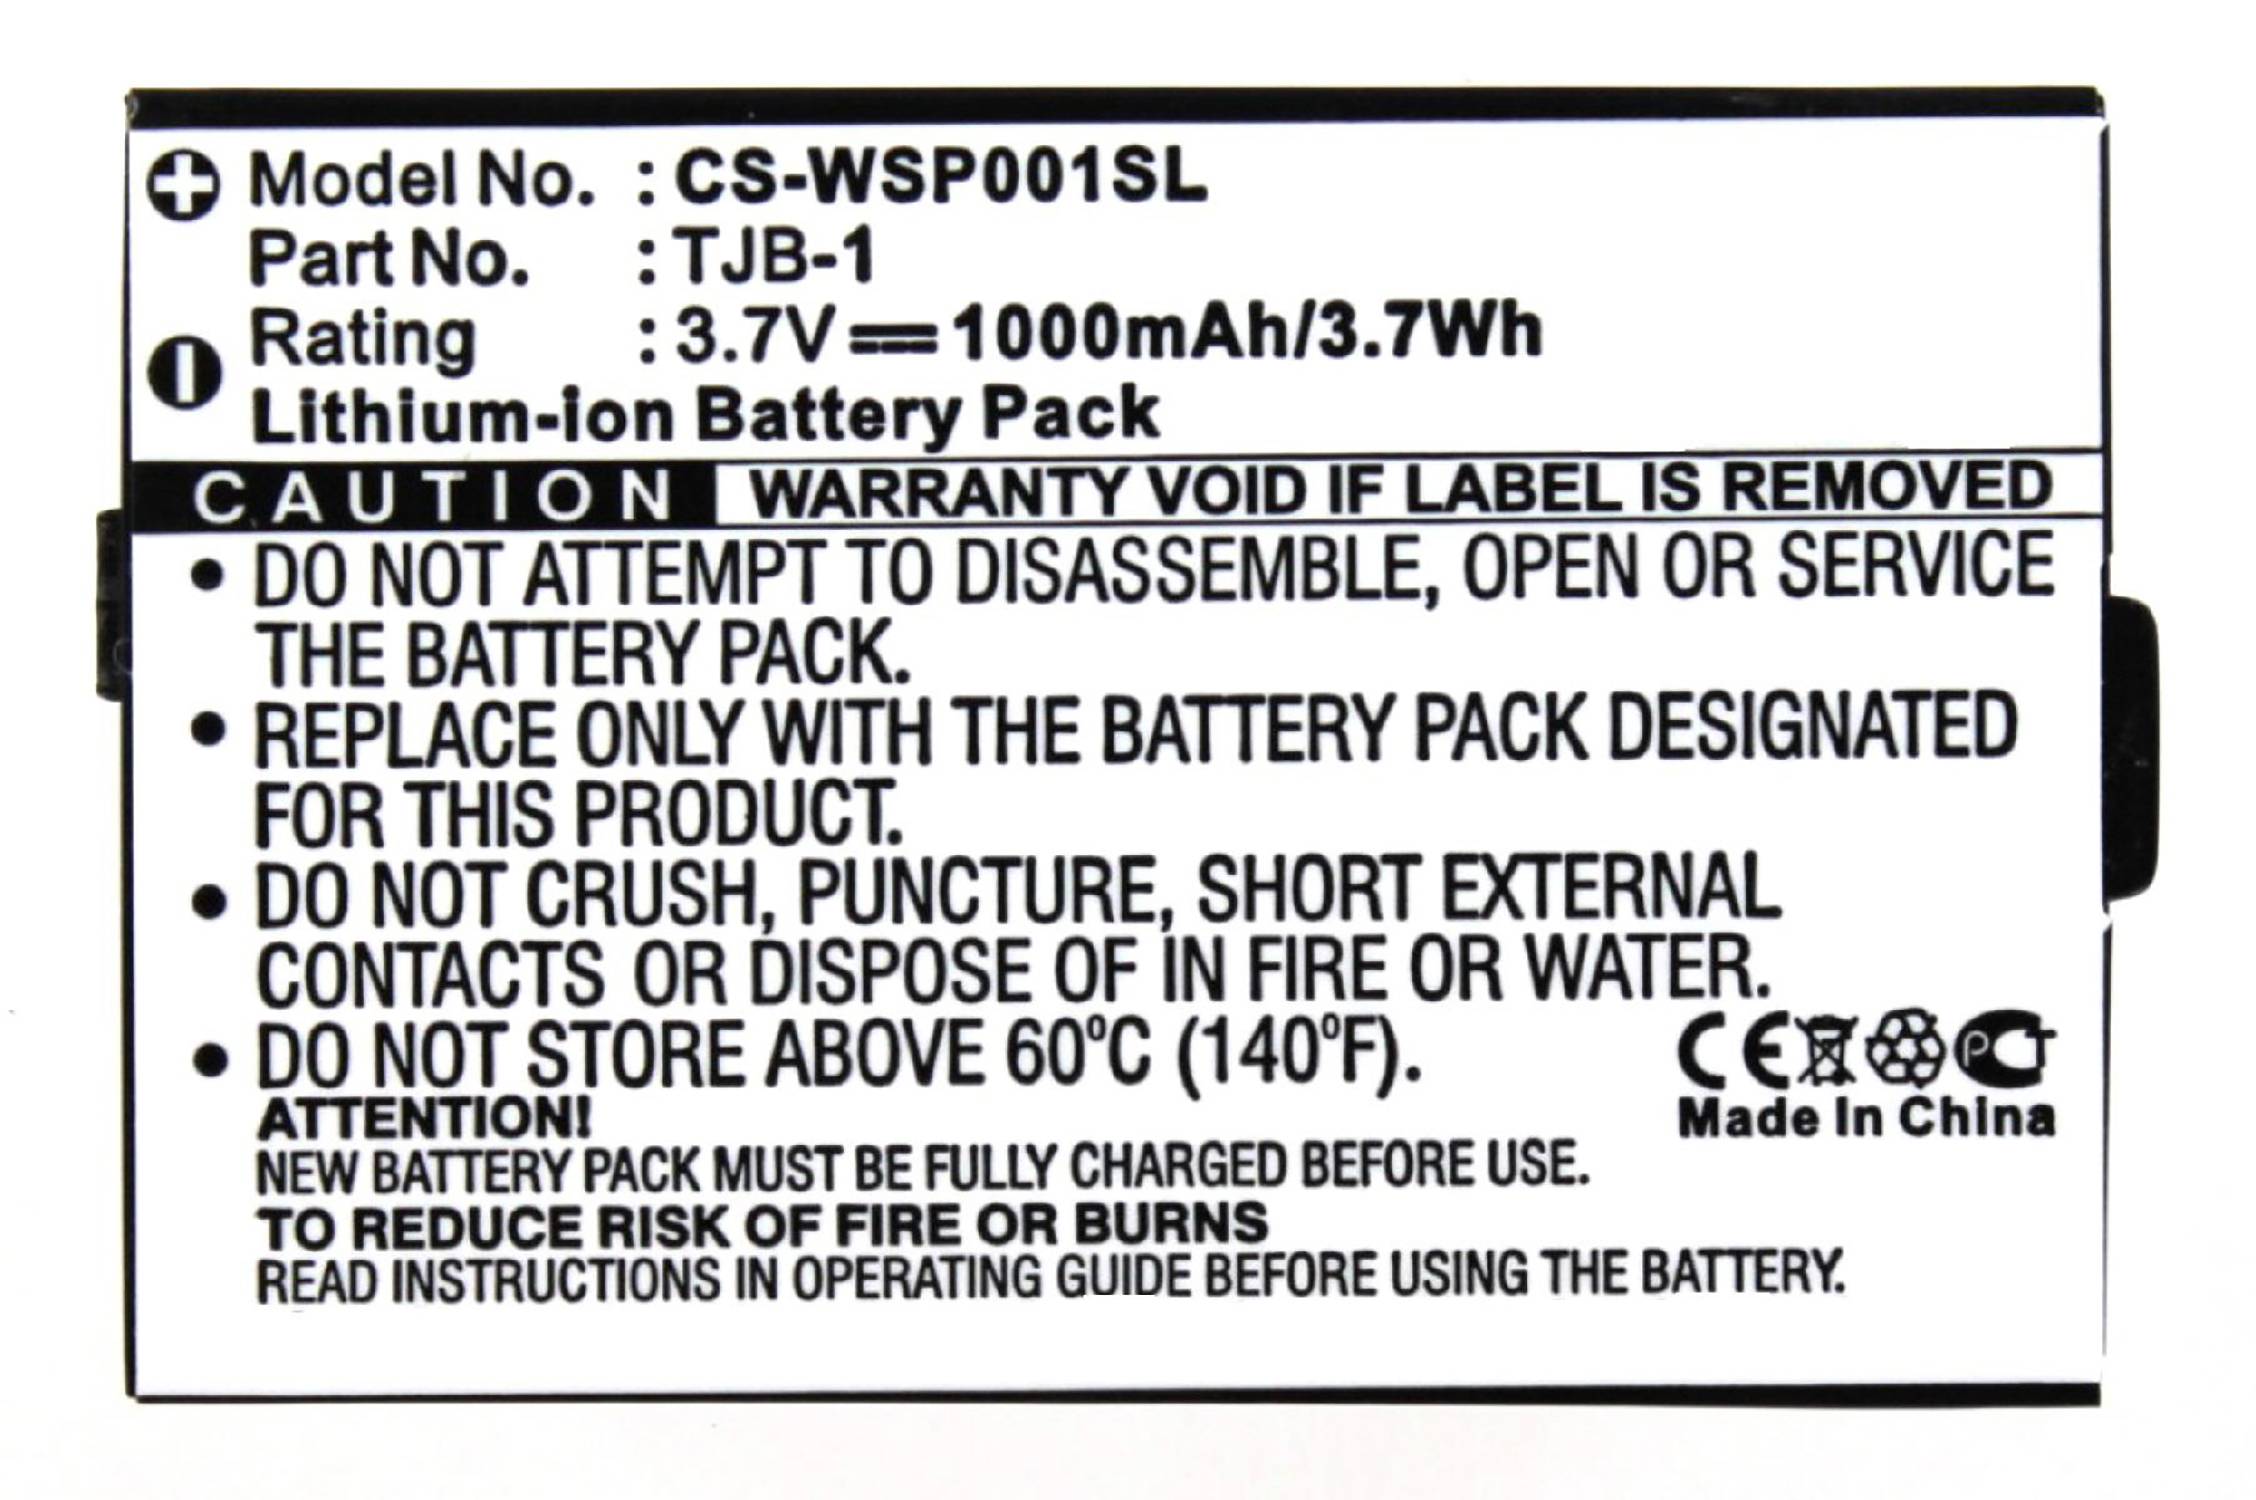 Model No. : CS-WSP001SL
Part No. : TJB-1
Rating : 3.7V 1000mAh/3.7Wh
Lithium-ion Battery Pack
CAUTION WARRANTY VOID IF LABEL IS REMOVED
• DO NOT ATTEMPT TO DISASSEMBLE, OPEN OR SERVICE
THE BATTERY PACK.
• REPLACE ONLY WITH THE BATTERY PACK DESIGNATED
FOR THIS PRODUCT.
• DO NOT CRUSH, PUNCTURE, SHORT EXTERNAL
CONTACTS OR DISPOSE OF IN FIRE OR WATER.
• DO NOT STORE ABOVE 60ºC (140ºF).
CE PCT
Made In China
ATTENTION!
NEW BATTERY PACK MUST BE FULLY CHARGED BEFORE USE.
TO REDUCE RISK OF FIRE OR BURNS
READ INSTRUCTIONS IN OPERATING GUIDE BEFORE USING THE BATTERY.